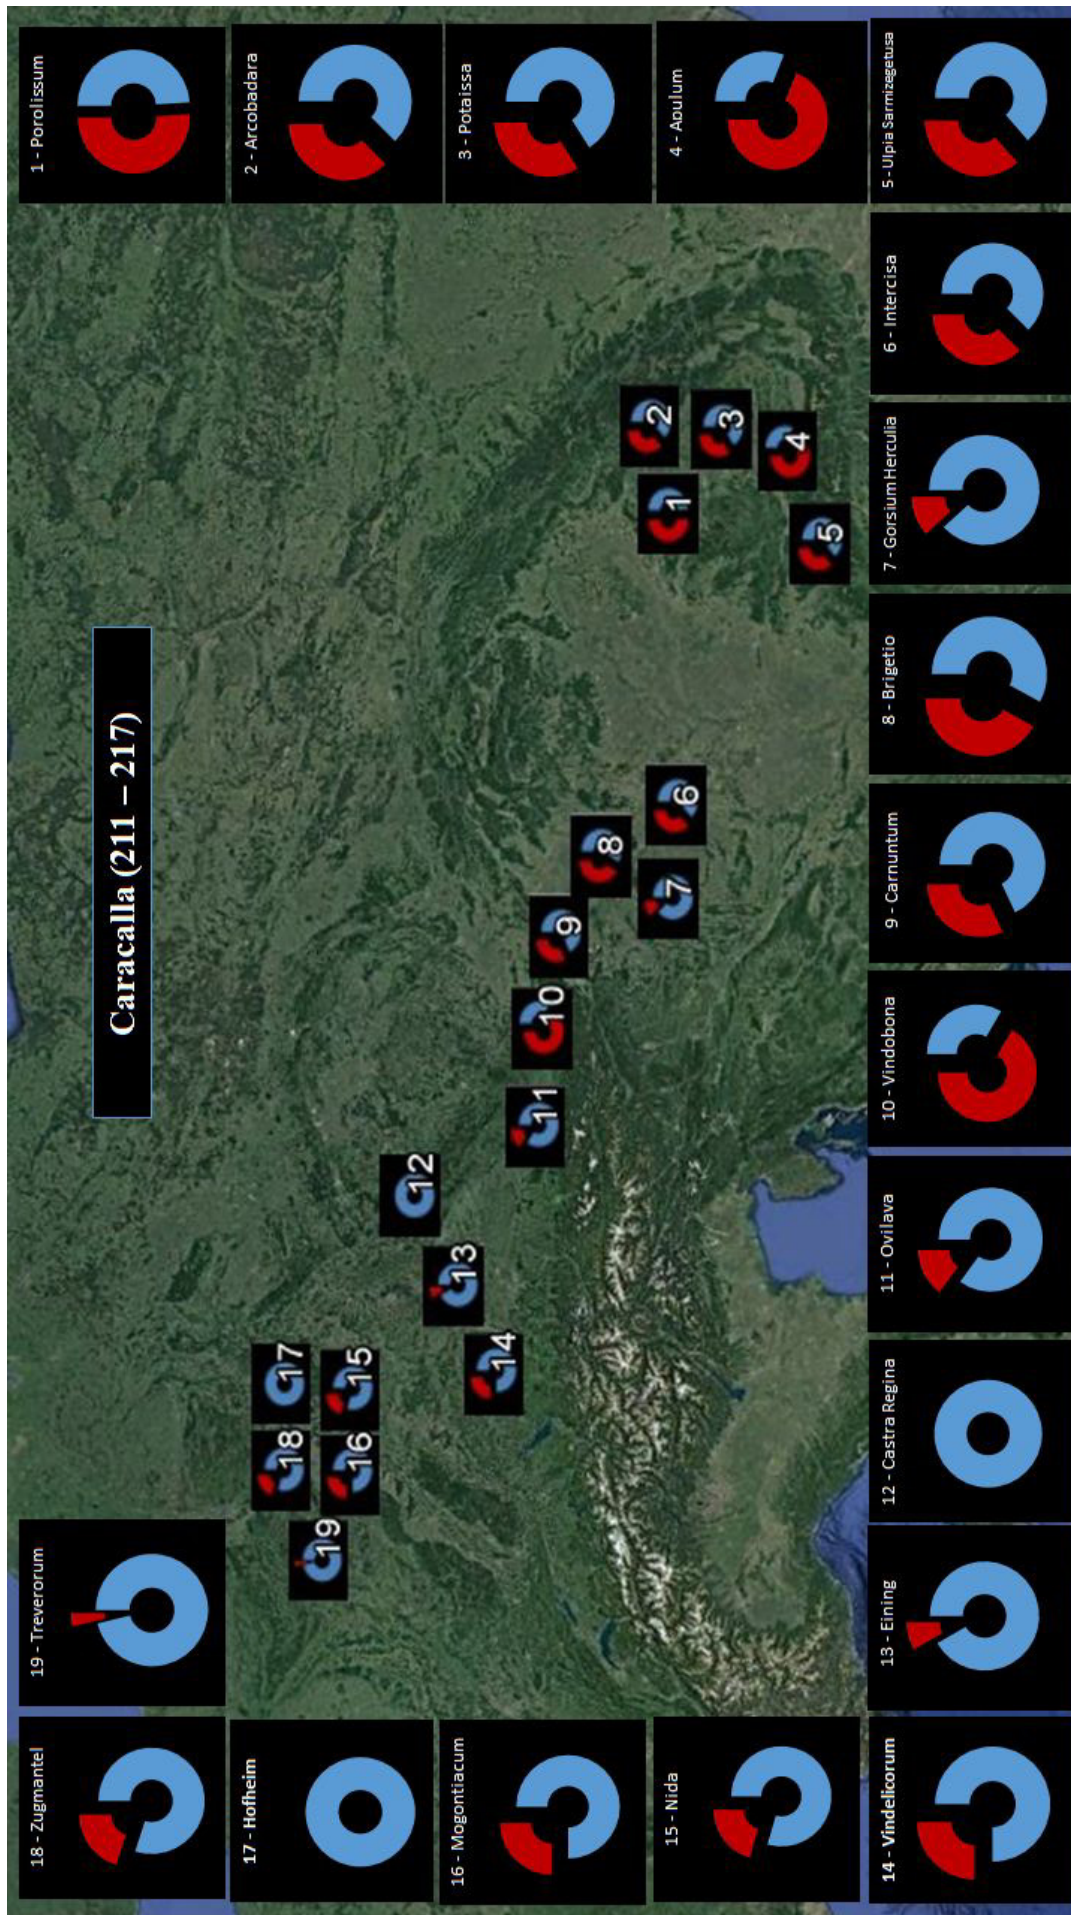 18 - Zugmantel
19 - Treverorum
Caracalla (211 – 217)
1 - Porolissum
17 - Hofheim
2 - Arcobadara
16 - Mogontiacum
3 - Potaissa
15 - Nida
4 - Apulum
18
17
19
16
15
12
13
14
11
10
9
8
7
6
1
2
3
4
5
14 - Vindelicorum
13 - Eining
12 - Castra Regina
11 - Ovilava
10 - Vindobona
9 - Carnuntum
8 - Brigetio
7 - Gorsium Herculia
6 - Intercisa
5 - Ulpia Sarmizegetusa